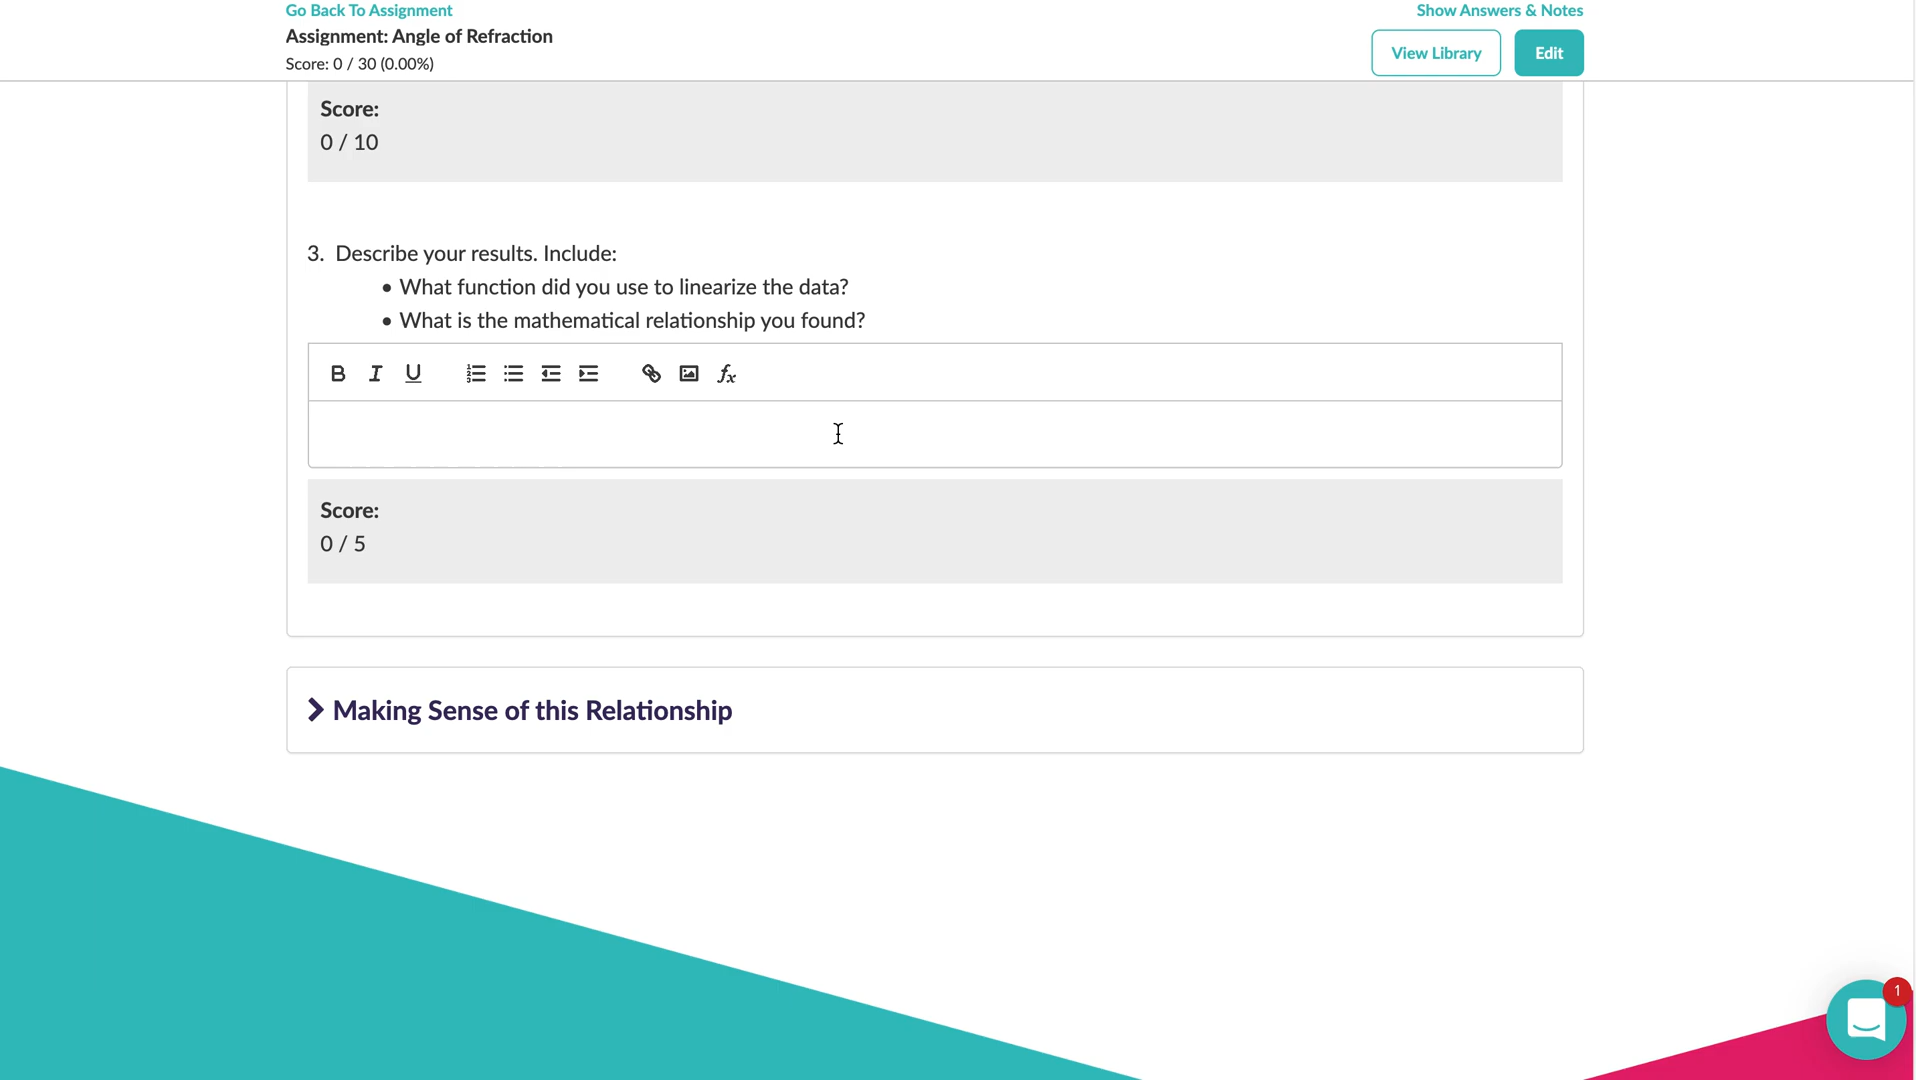 Go Back To Assignment
Show Answers & Notes
Assignment: Angle of Refraction
Score: 0 / 30 (0.00%)
View Library
Edit
Score:
0 / 10
3. Describe your results. Include:
• What function did you use to linearize the data?
• What is the mathematical relationship you found?
Score:
0 / 5
Making Sense of this Relationship
1